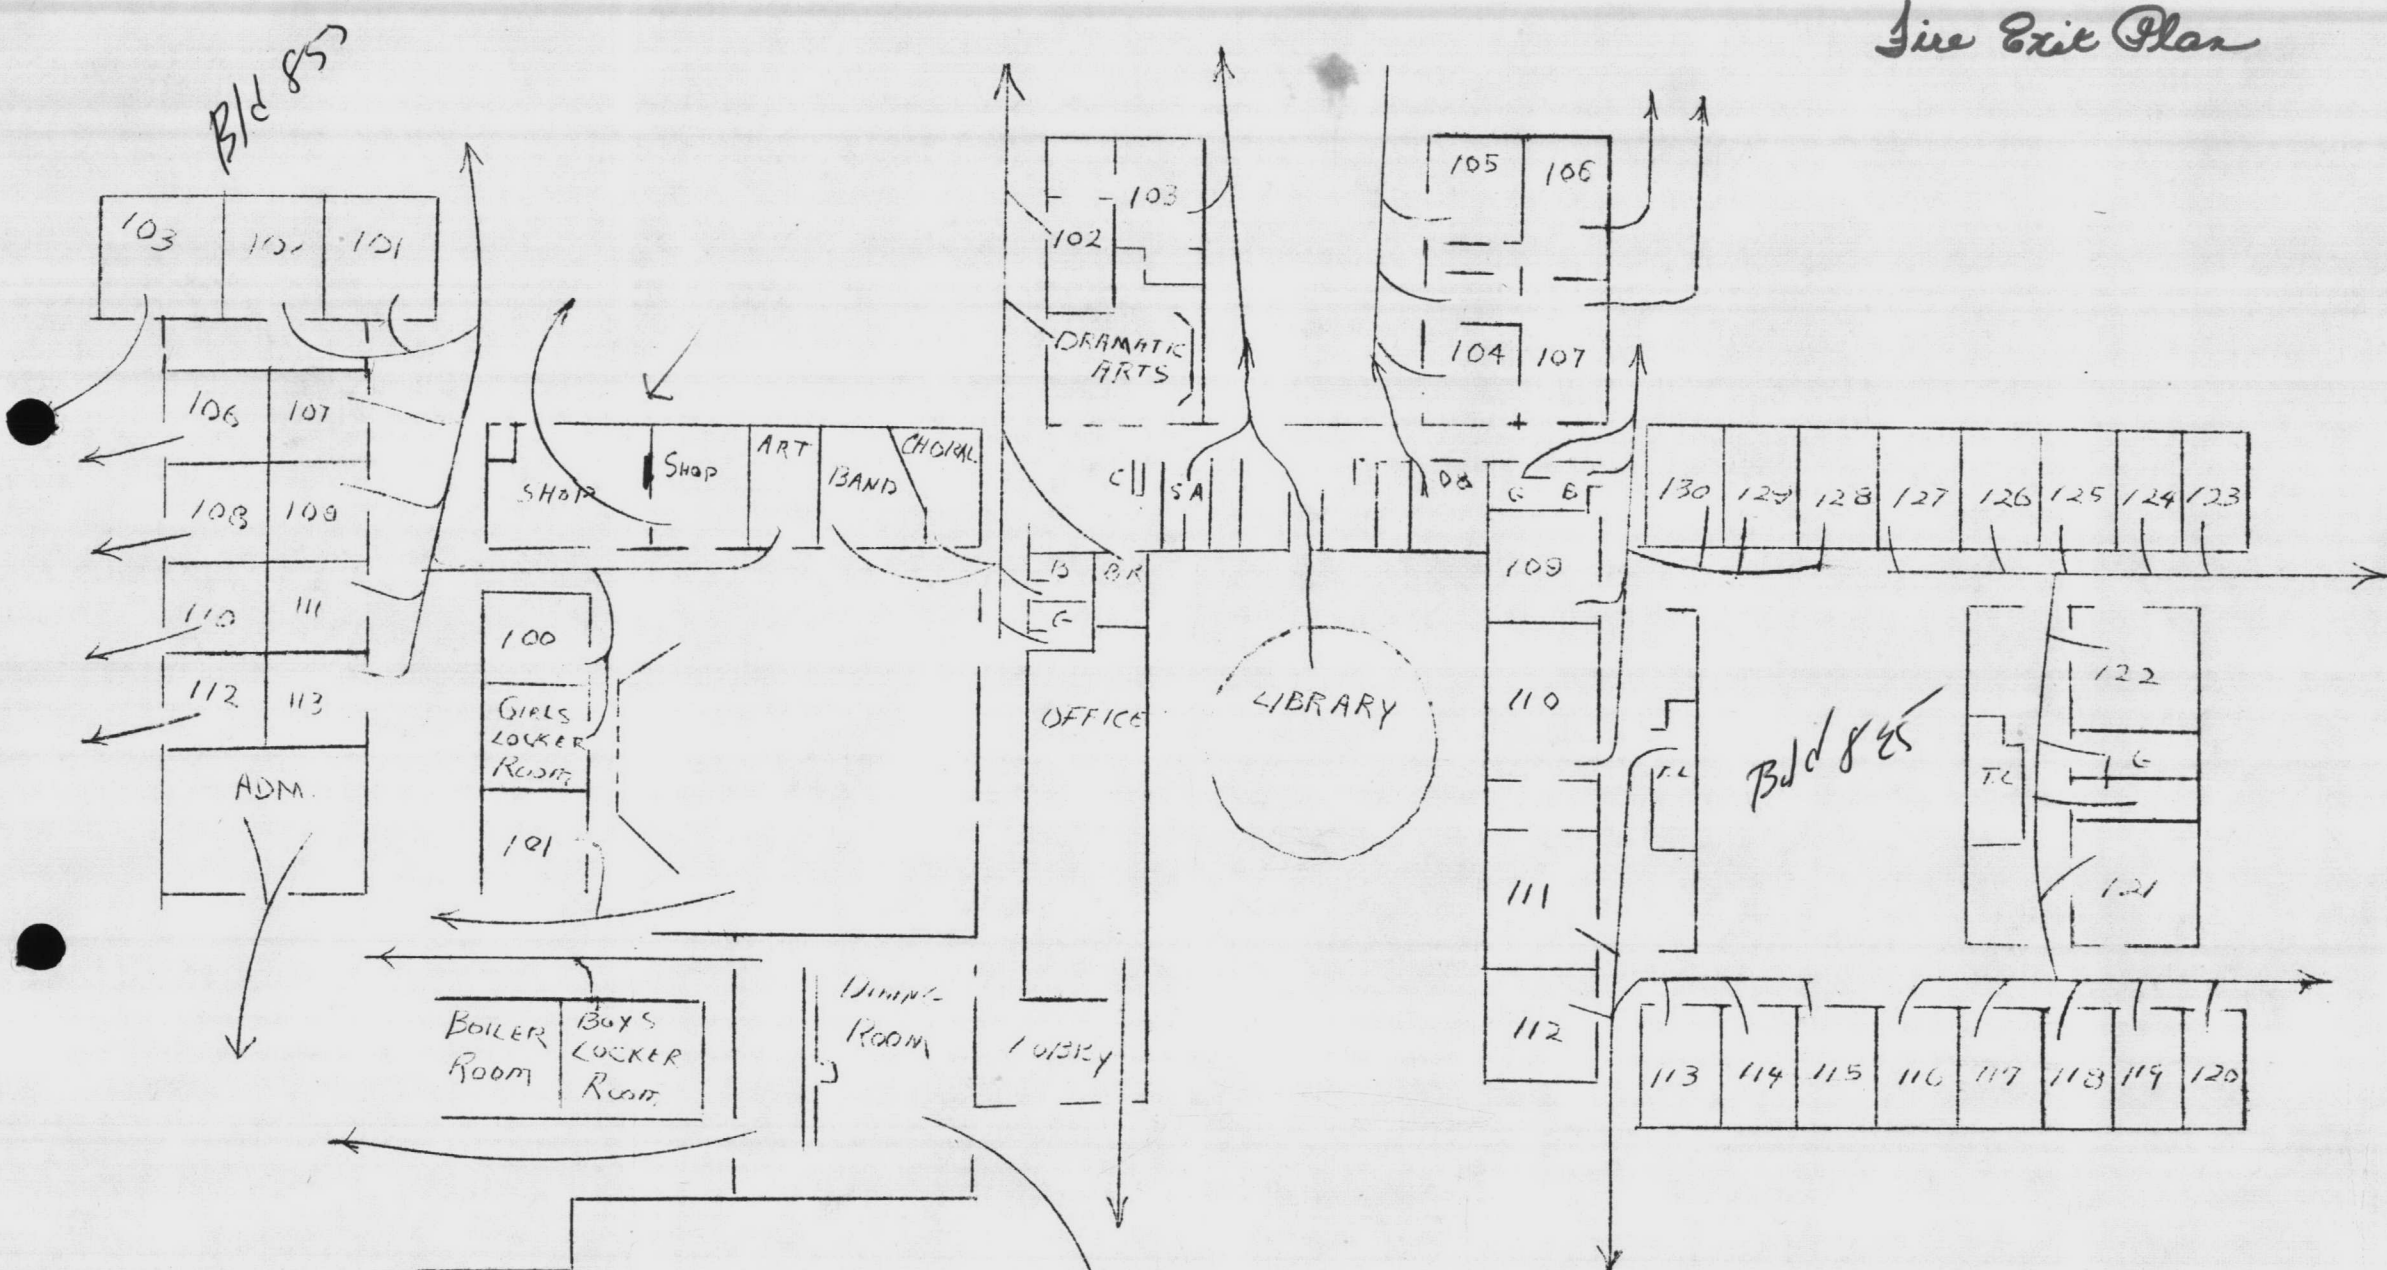 Fire Exit Plan
Bld 855
103 102 101
106 107
108 109
110 111
112 113
ADM.
SHOP SHOP ART BAND CHORAL
100
GIRLS
LOCKER
ROOM
101
BOILER
ROOM
BOYS
LOCKER
ROOM
DINING
ROOM
LOBBY
OFFICE
B BR
G
103
102
DRAMATIC
ARTS
C SA
LIBRARY
105 106
104 107
G B
109
110
111
112
T.C
Bld 845
T.C
130 129 128 127 126 125 124 123
122
G
121
113 114 115 116 117 118 119 120